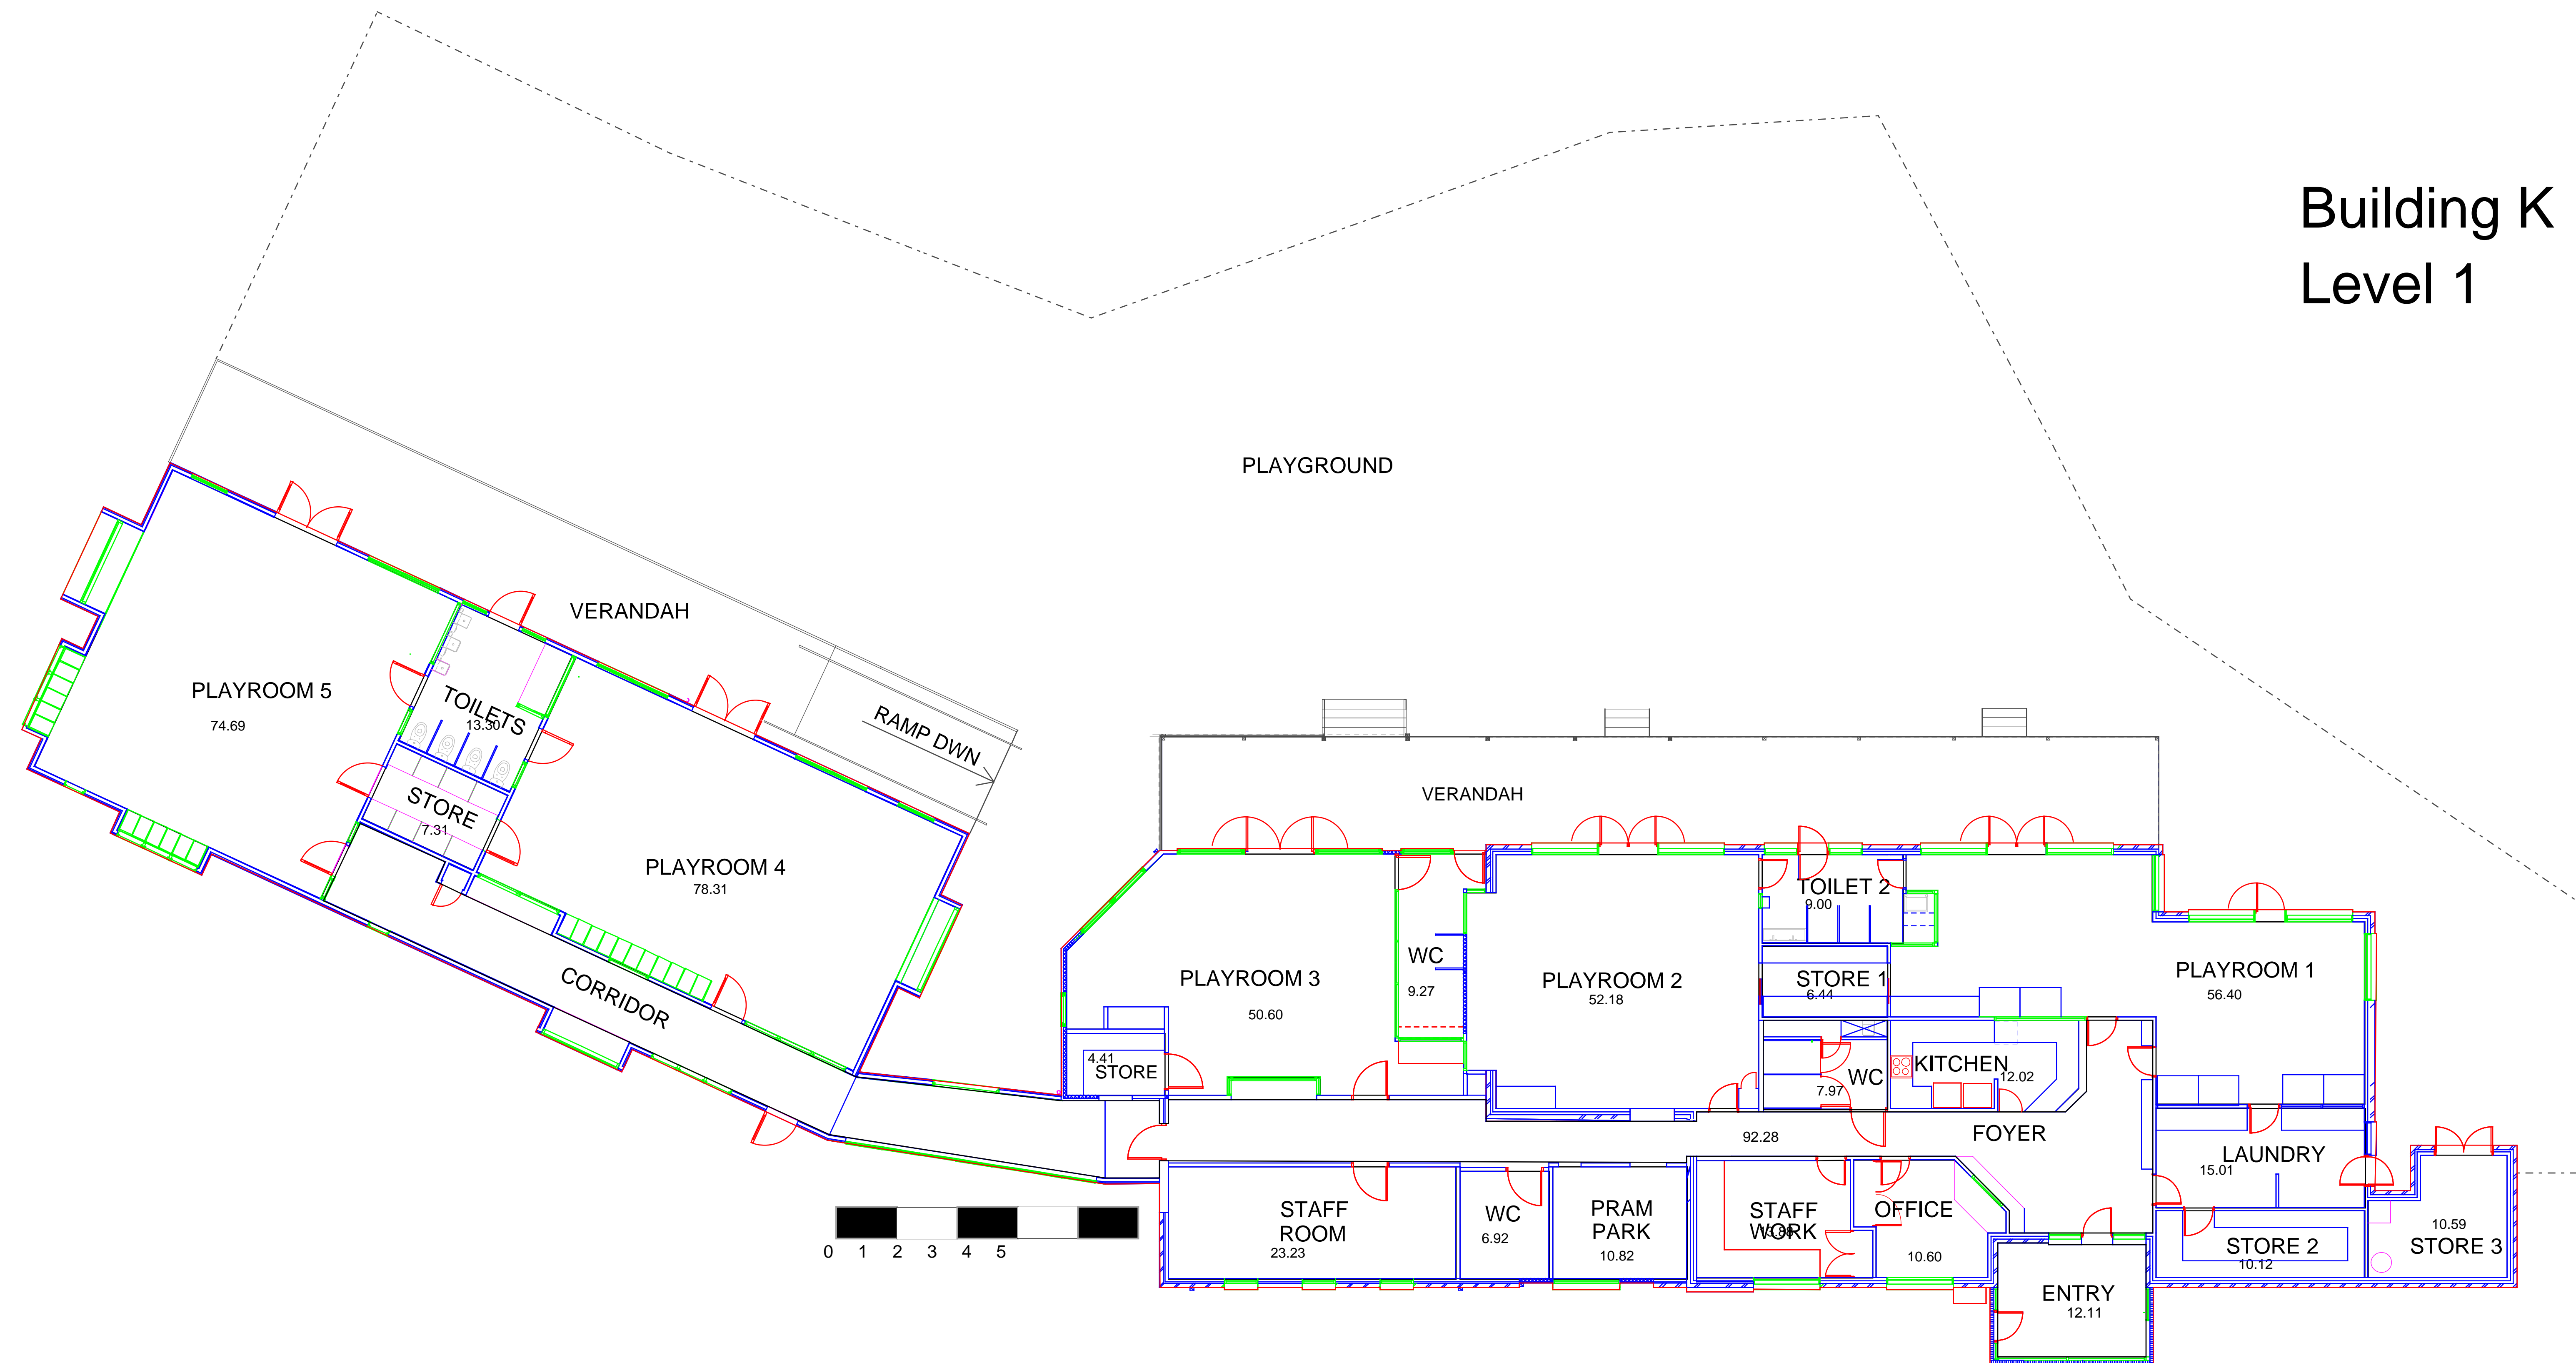 Building K
Level 1
PLAYGROUND
VERANDAH
PLAYROOM 5
74.69
TOILETS
13.30
RAMP DWN
STORE
7.31
VERANDAH
PLAYROOM 4
78.31
CORRIDOR
PLAYROOM 3
50.60
WC
9.27
PLAYROOM 2
52.18
TOILET 2
9.00
STORE 1
6.44
PLAYROOM 1
56.40
4.41
STORE
7.97
WC
KITCHEN
12.02
92.28
FOYER
LAUNDRY
15.01
STAFF
ROOM
23.23
WC
6.92
PRAM
PARK
10.82
STAFF
WORK
OFFICE
10.60
STORE 2
10.12
10.59
STORE 3
ENTRY
12.11
0 1 2 3 4 5